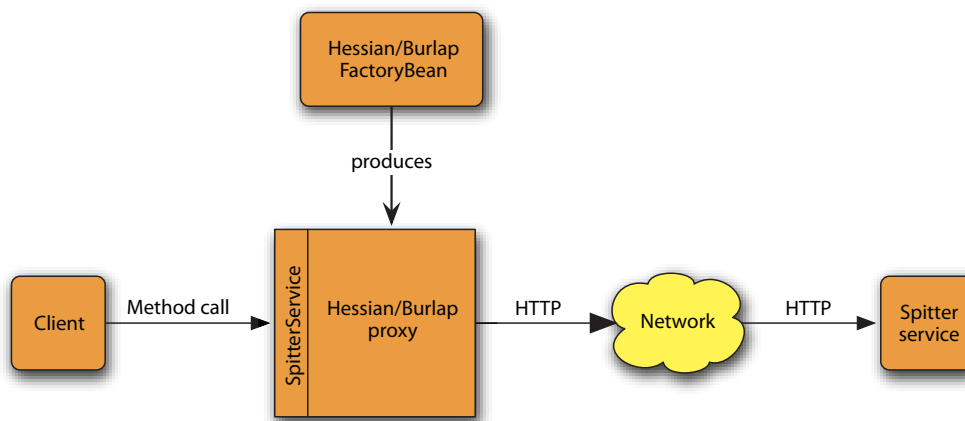 Hessian/Burlap
FactoryBean
produces
Client
Method call
SpitterService
Hessian/Burlap
proxy
HTTP
Network
HTTP
Spitter
service